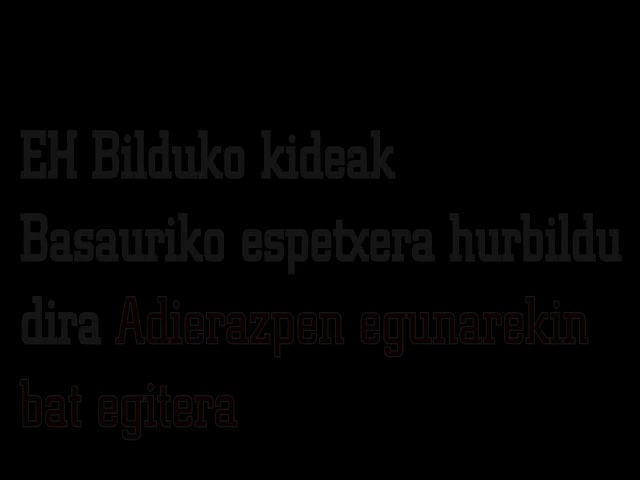 EH Bilduko kideak
Basauriko espetxera hurbildu
dira Adierazpen egunarekin
bat egitera